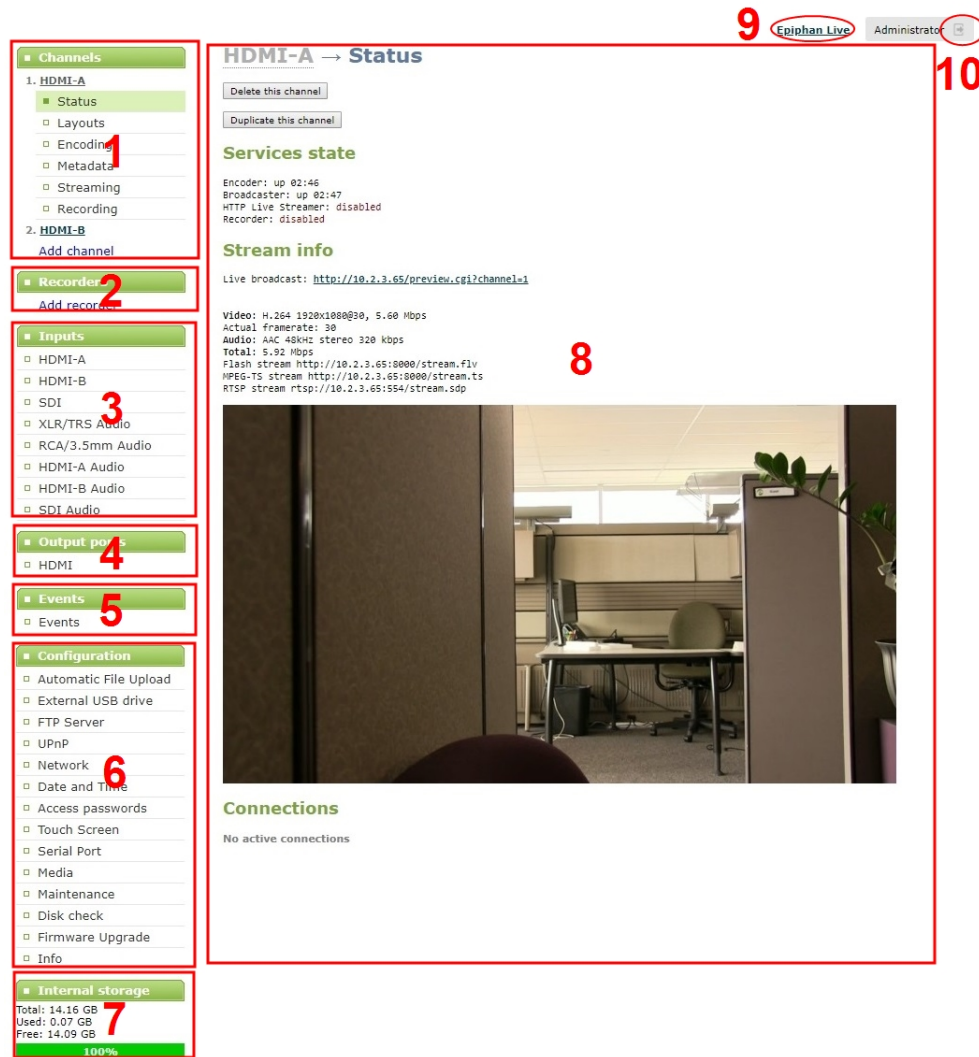 9
Epiphan Live
Administrator
10
Channels
1. HDMI-A
Status
Layouts
Encoding
Metadata
Streaming
Recording
2. HDMI-B
Add channel
1
Recorders
Add recorder
2
Inputs
HDMI-A
HDMI-B
SDI
XLR/TRS Audio
RCA/3.5mm Audio
HDMI-A Audio
HDMI-B Audio
SDI Audio
3
Output ports
HDMI
4
Events
Events
5
Configuration
Automatic File Upload
External USB drive
FTP Server
UPnP
Network
Date and Time
Access passwords
Touch Screen
Serial Port
Media
Maintenance
Disk check
Firmware Upgrade
Info
6
Internal storage
Total: 14.16 GB
Used: 0.07 GB
Free: 14.09 GB
100%
7
HDMI-A → Status
Delete this channel
Duplicate this channel
Services state
Encoder: up 02:46
Broadcaster: up 02:47
HTTP Live Streamer: disabled
Recorder: disabled
Stream info
Live broadcast: http://10.2.3.65/preview.cgi?channel=1
Video: H.264 1920x1080@30, 5.60 Mbps
Actual framerate: 30
Audio: AAC 48kHz stereo 320 kbps
Total: 5.92 Mbps
Flash stream http://10.2.3.65:8000/stream.flv
MPEG-TS stream http://10.2.3.65:8000/stream.ts
RTSP stream rtsp://10.2.3.65:554/stream.sdp
8
Connections
No active connections